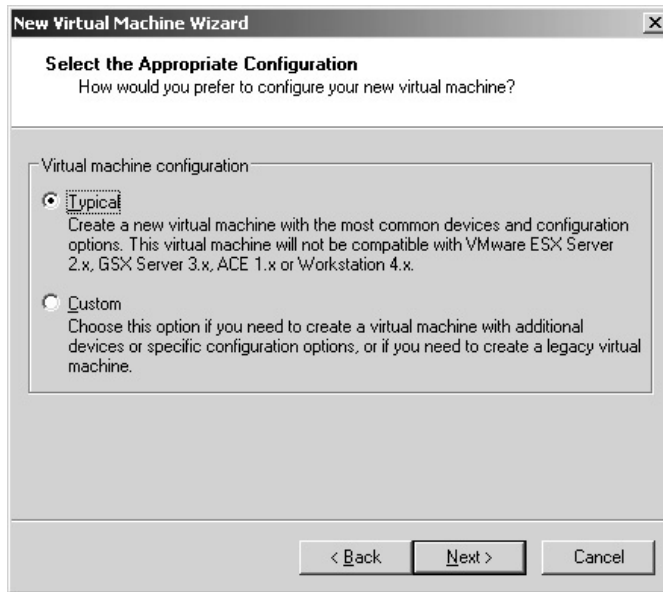 New Virtual Machine Wizard
Select the Appropriate Configuration
How would you prefer to configure your new virtual machine?
Virtual machine configuration
Typical
Create a new virtual machine with the most common devices and configuration
options. This virtual machine will not be compatible with VMware ESX Server
2.x, GSX Server 3.x, ACE 1.x or Workstation 4.x.
Custom
Choose this option if you need to create a virtual machine with additional
devices or specific configuration options, or if you need to create a legacy virtual
machine.
< Back Next > Cancel